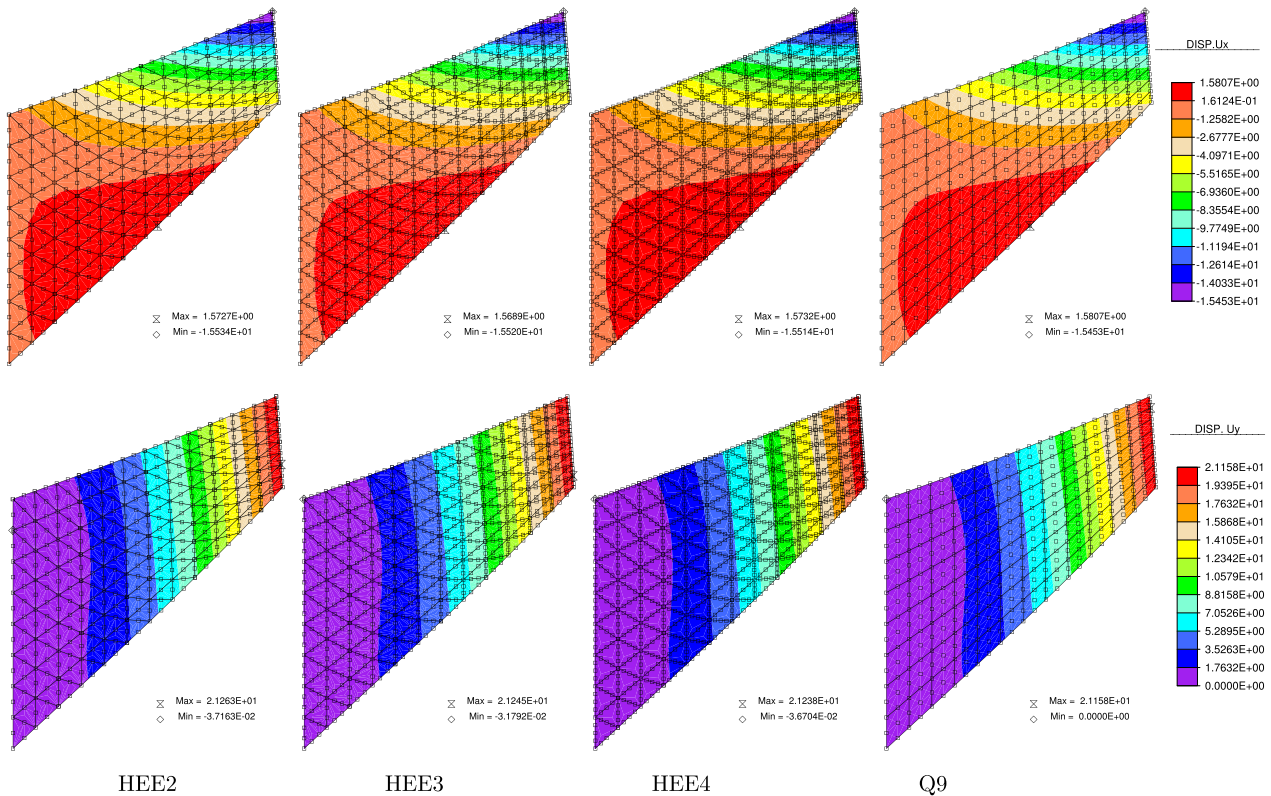 DISP.Ux
1.5807E+00
1.6124E-01
-1.2582E+00
-2.6777E+00
-4.0971E+00
-5.5165E+00
-6.9360E+00
-8.3554E+00
-9.7749E+00
-1.1194E+01
-1.2614E+01
-1.4033E+01
-1.5453E+01
Max = 1.5727E+00
Min = -1.5534E+01
Max = 1.5689E+00
Min = -1.5520E+01
Max = 1.5732E+00
Min = -1.5514E+01
Max = 1.5807E+00
Min = -1.5453E+01
DISP. Uy
2.1158E+01
1.9395E+01
1.7632E+01
1.5868E+01
1.4105E+01
1.2342E+01
1.0579E+01
8.8158E+00
7.0526E+00
5.2895E+00
3.5263E+00
1.7632E+00
0.0000E+00
Max = 2.1263E+01
Min = -3.7163E-02
Max = 2.1245E+01
Min = -3.1792E-02
Max = 2.1238E+01
Min = -3.6704E-02
Max = 2.1158E+01
Min = 0.0000E+00
HEE2
HEE3
HEE4
Q9